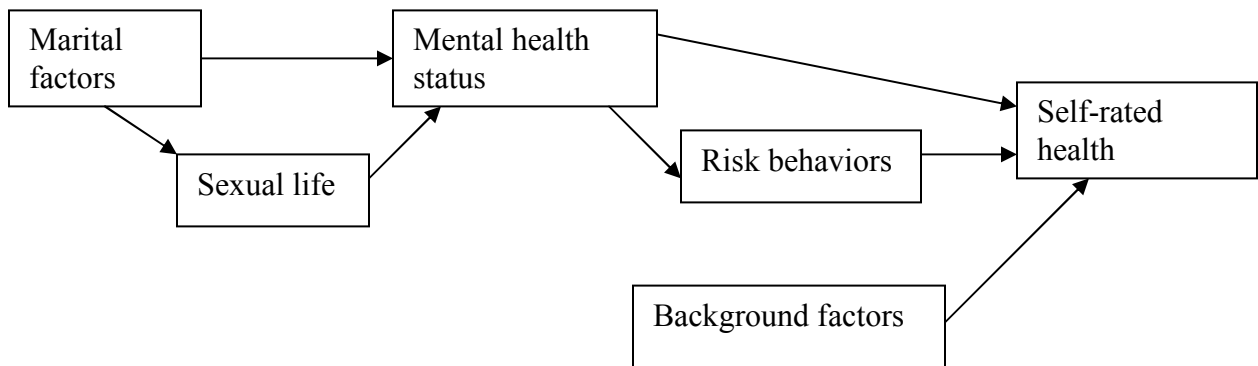 Marital
factors
Mental health
status
Self-rated
health
Risk behaviors
Sexual life
Background factors